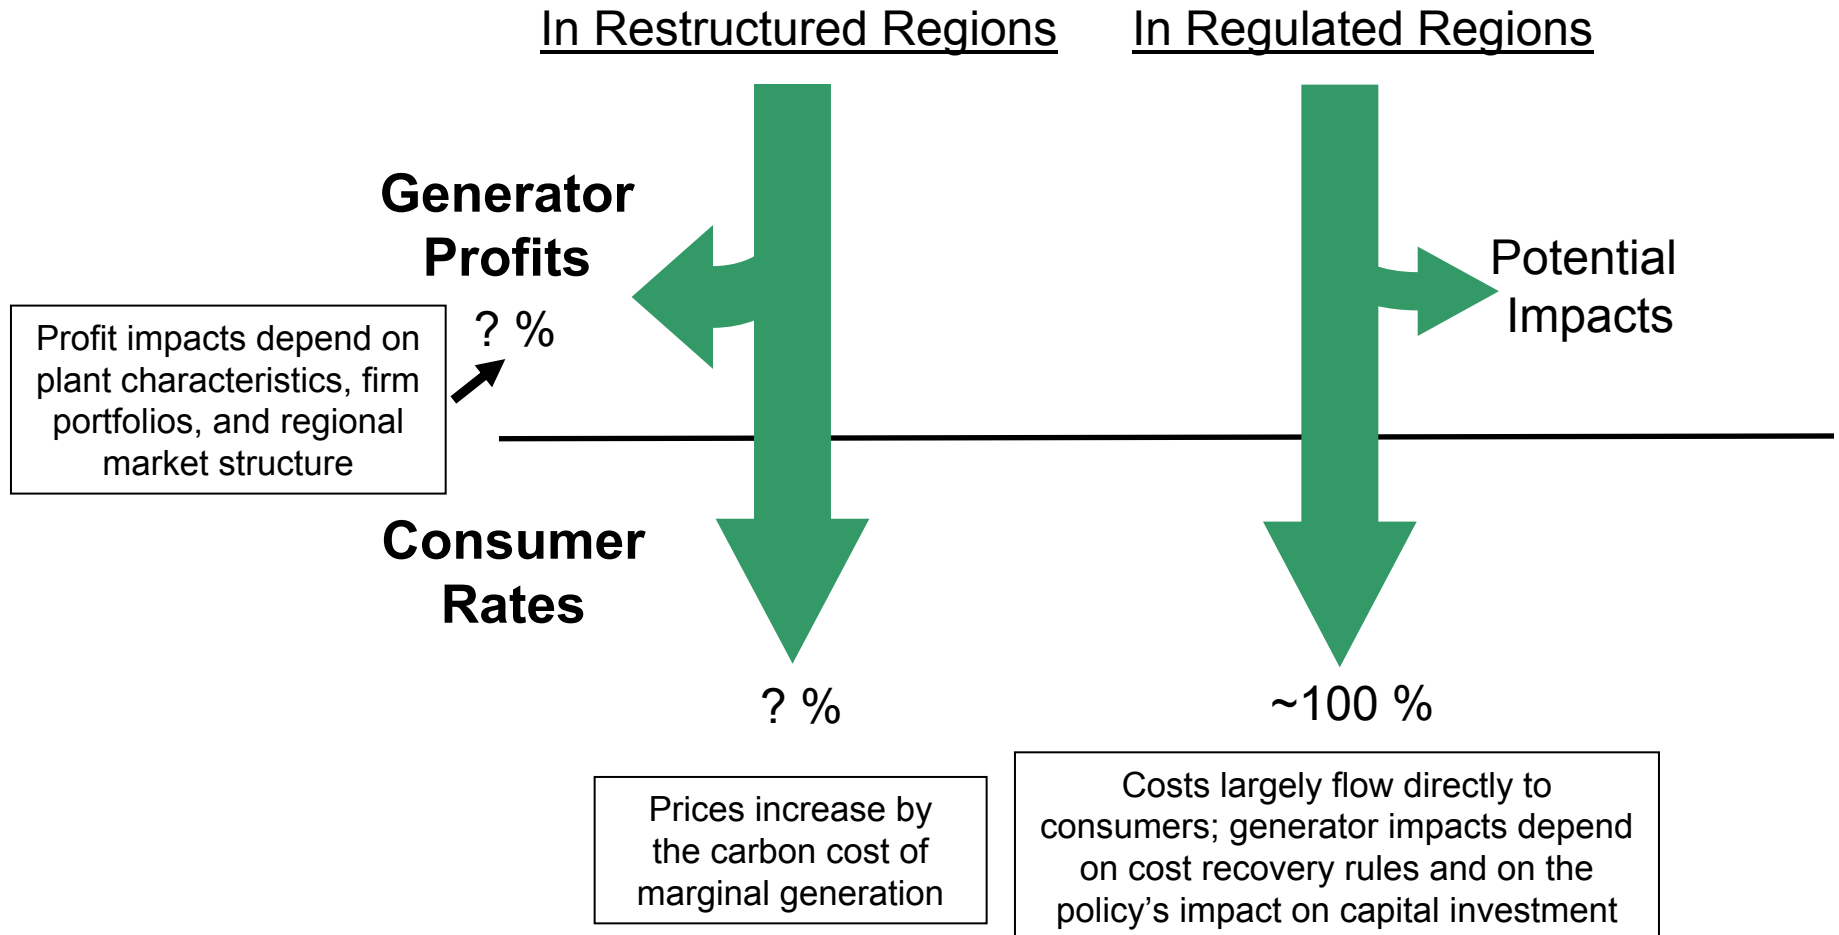 In Restructured Regions
In Regulated Regions
Generator
Profits
? %
Potential
Impacts
Profit impacts depend on
plant characteristics, firm
portfolios, and regional
market structure
Consumer
Rates
? %
~100 %
Prices increase by
the carbon cost of
marginal generation
Costs largely flow directly to
consumers; generator impacts depend
on cost recovery rules and on the
policy’s impact on capital investment